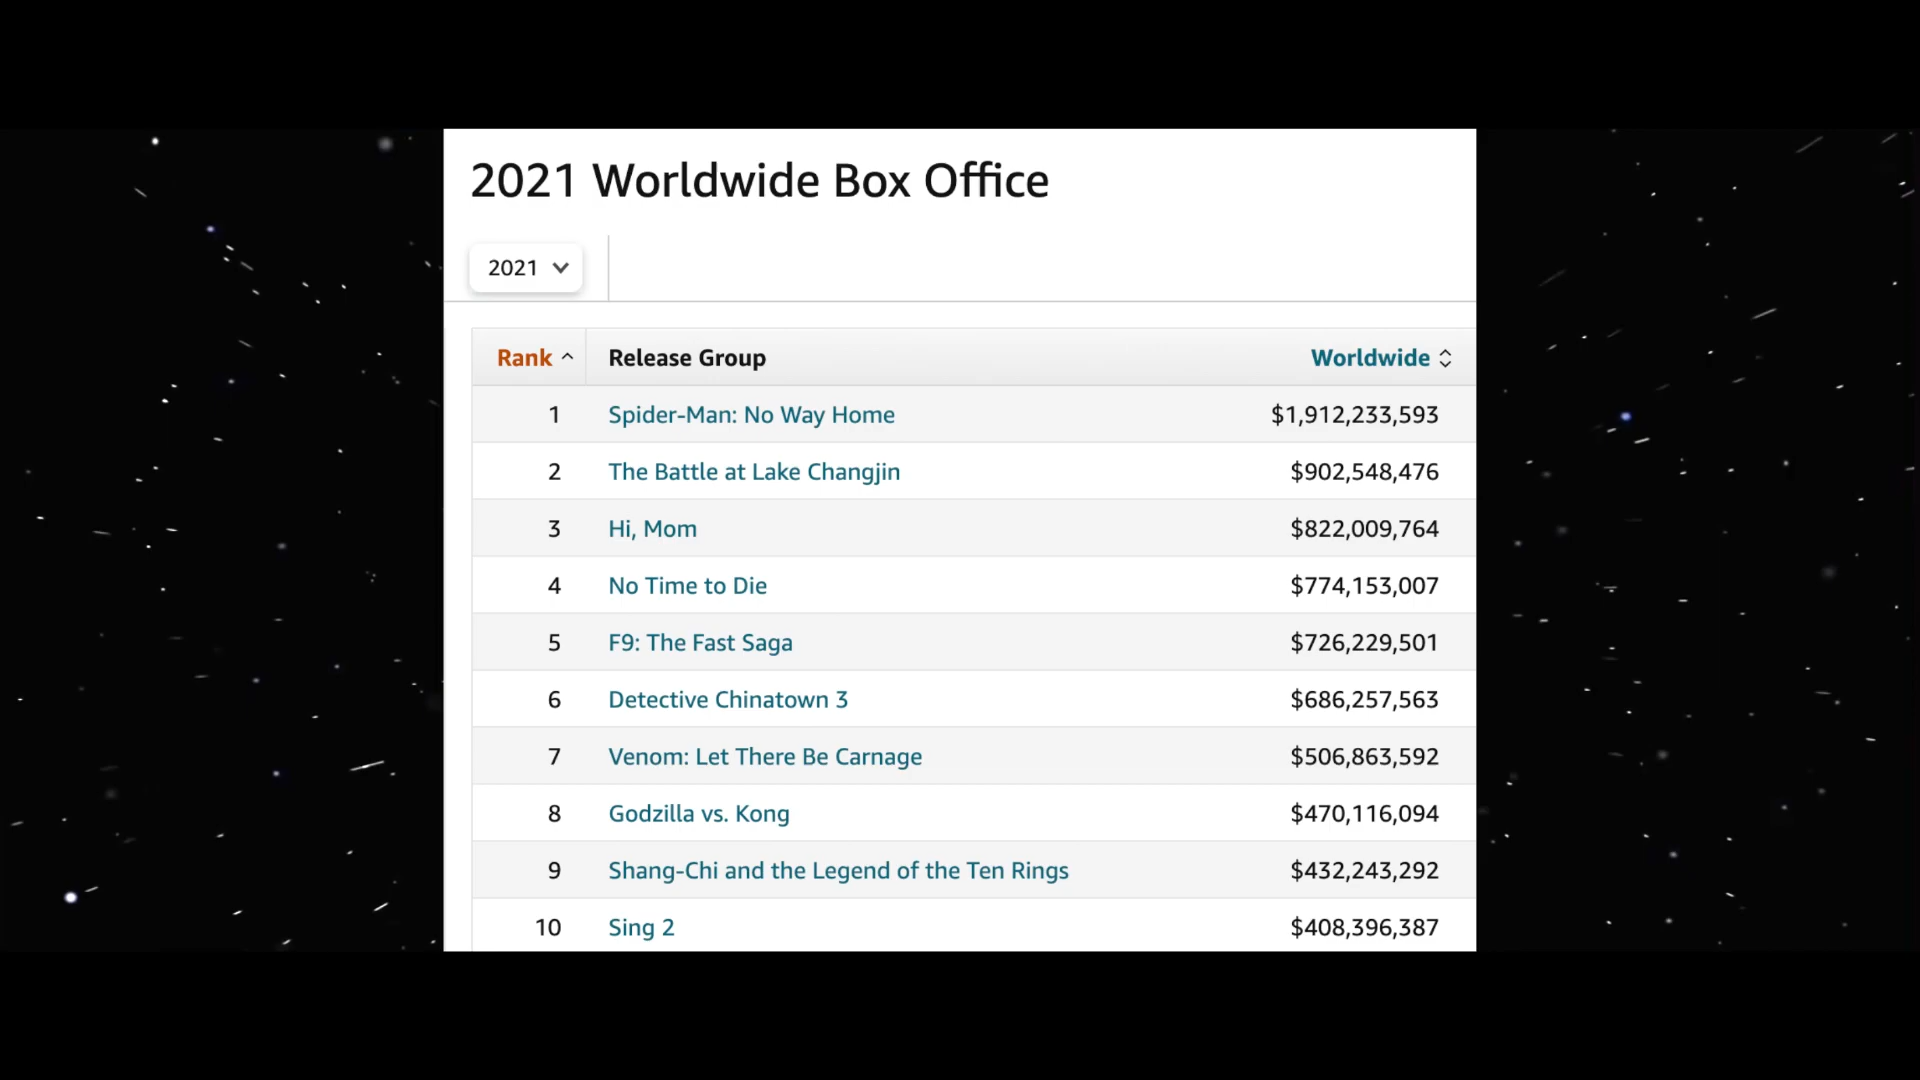 2021 Worldwide Box Office
2021
Rank Release Group Worldwide
1 Spider-Man: No Way Home $1,912,233,593
2 The Battle at Lake Changjin $902,548,476
3 Hi, Mom $822,009,764
4 No Time to Die $774,153,007
5 F9: The Fast Saga $726,229,501
6 Detective Chinatown 3 $686,257,563
7 Venom: Let There Be Carnage $506,863,592
8 Godzilla vs. Kong $470,116,094
9 Shang-Chi and the Legend of the Ten Rings $432,243,292
10 Sing 2 $408,396,387